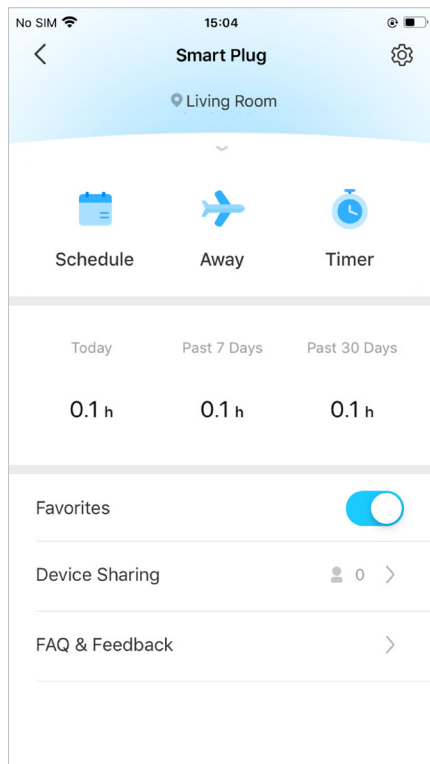 No SIM 15:04
Smart Plug
Living Room
Schedule Away Timer
Today Past 7 Days Past 30 Days
0.1 h 0.1 h 0.1 h
Favorites
Device Sharing 0
FAQ & Feedback